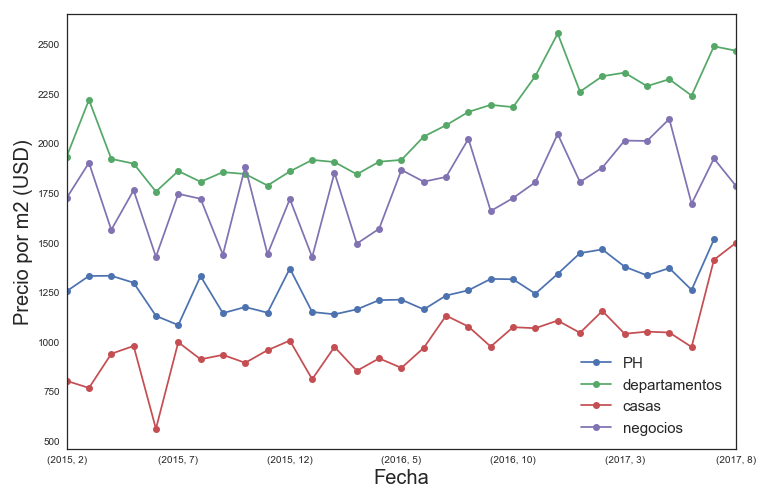 2500
2250
2000
1750
1500
1250
1000
750
500
Precio por m2 (USD)
PH
departamentos
casas
negocios
(2015, 2) (2015, 7) (2015, 12) (2016, 5) (2016, 10) (2017, 3) (2017, 8)
Fecha